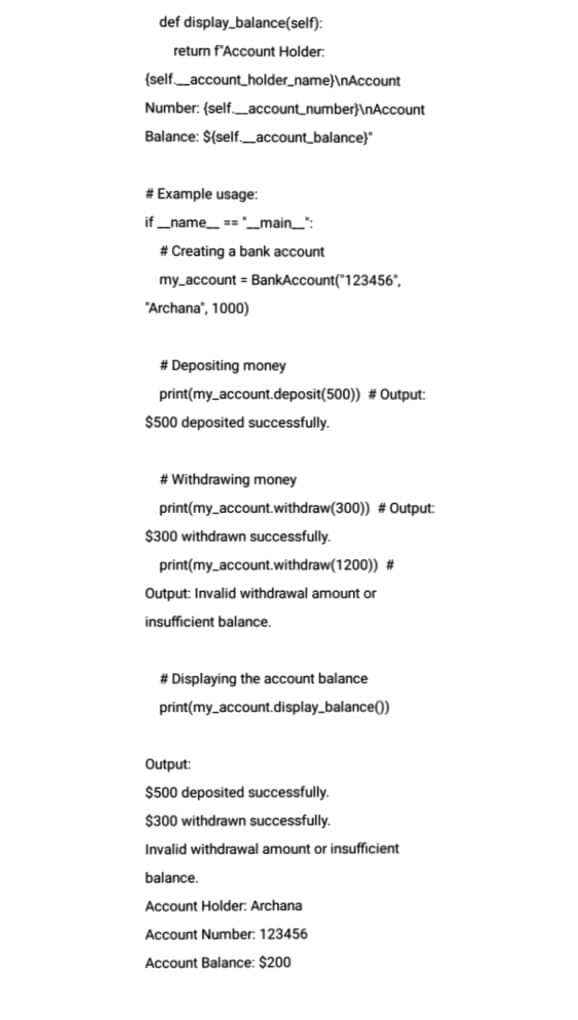 def display_balance(self):
return f"Account Holder:
{self.__account_holder_name}\nAccount
Number: {self.__account_number}\nAccount
Balance: ${self.__account_balance}"
# Example usage:
if __name__ == "__main__":
# Creating a bank account
my_account = BankAccount("123456",
"Archana", 1000)
# Depositing money
print(my_account.deposit(500)) # Output:
$500 deposited successfully.
# Withdrawing money
print(my_account.withdraw(300)) # Output:
$300 withdrawn successfully.
print(my_account.withdraw(1200)) #
Output: Invalid withdrawal amount or
insufficient balance.
# Displaying the account balance
print(my_account.display_balance())
Output:
$500 deposited successfully.
$300 withdrawn successfully.
Invalid withdrawal amount or insufficient
balance.
Account Holder: Archana
Account Number: 123456
Account Balance: $200